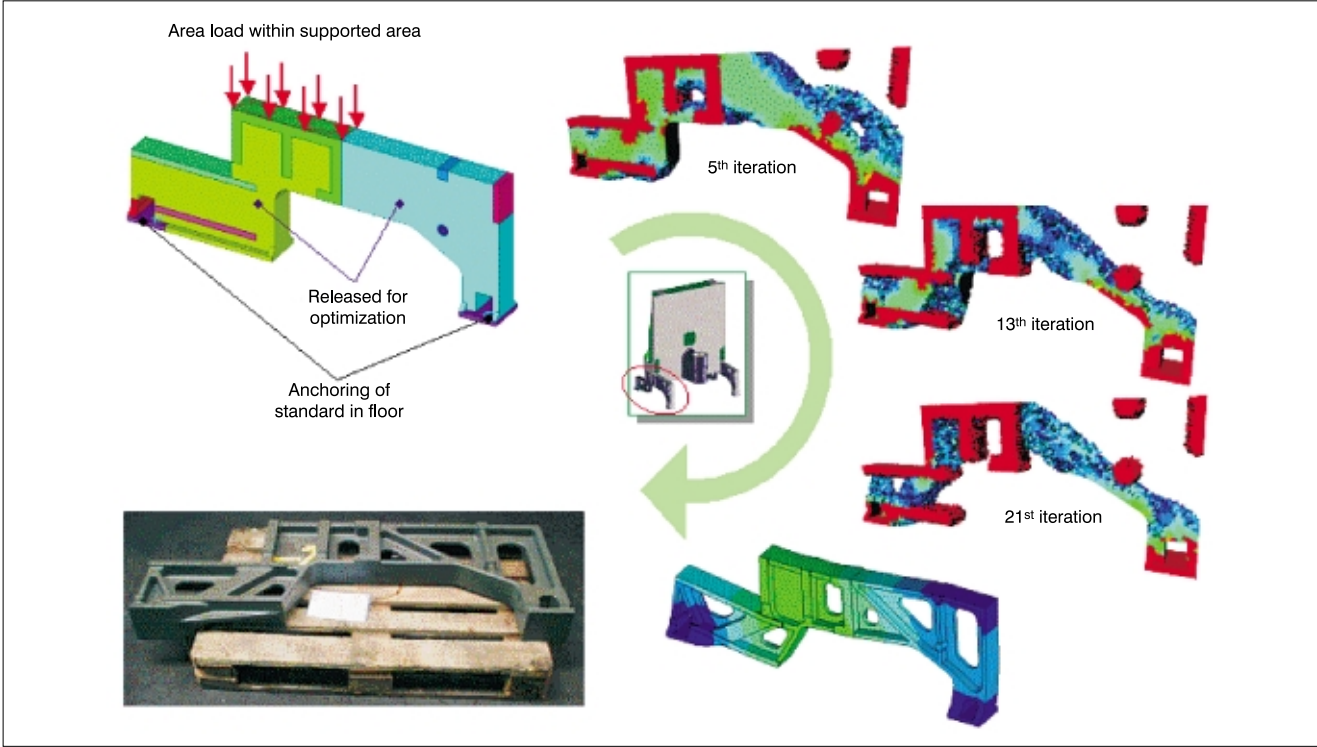 Area load within supported area
5th iteration
Released for
optimization
13th iteration
Anchoring of
standard in floor
21st iteration